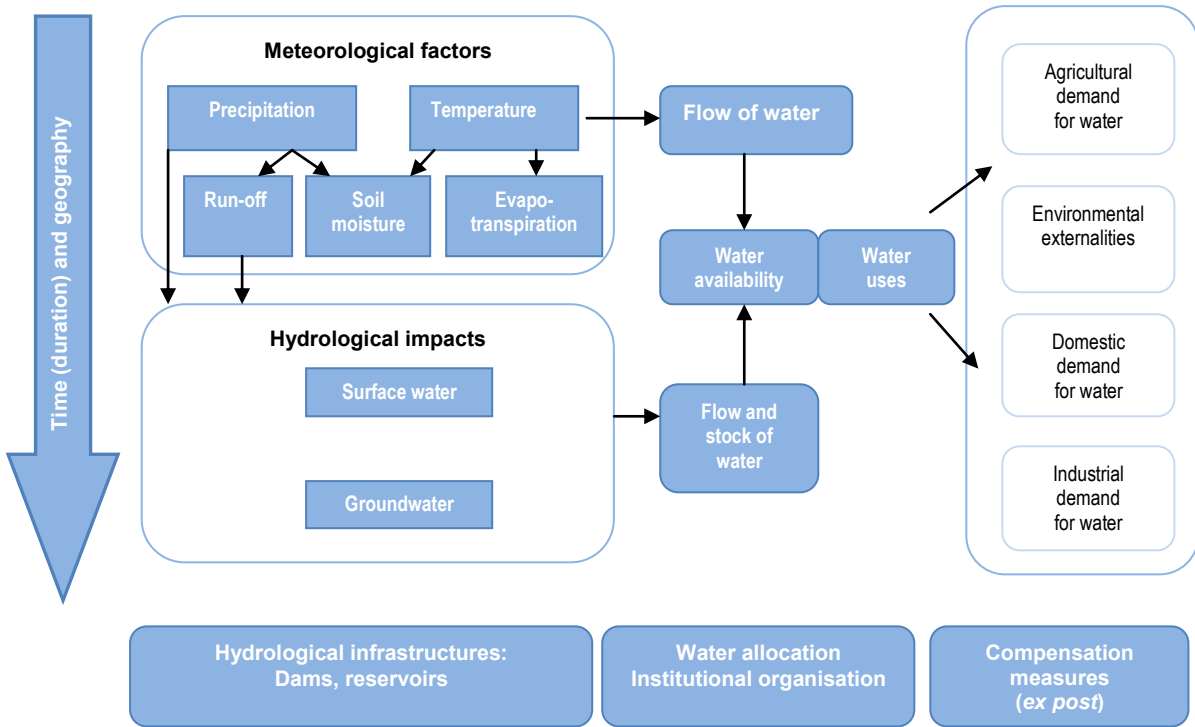 Time (duration) and geography
Meteorological factors
Precipitation
Temperature
Run-off
Soil
moisture
Evapo-
transpiration
Hydrological impacts
Surface water
Groundwater
Flow of water
Water
availability
Water
uses
Flow and
stock of
water
Agricultural
demand
for water
Environmental
externalities
Domestic
demand
for water
Industrial
demand
for water
Hydrological infrastructures:
Dams, reservoirs
Water allocation
Institutional organisation
Compensation
measures
(ex post)